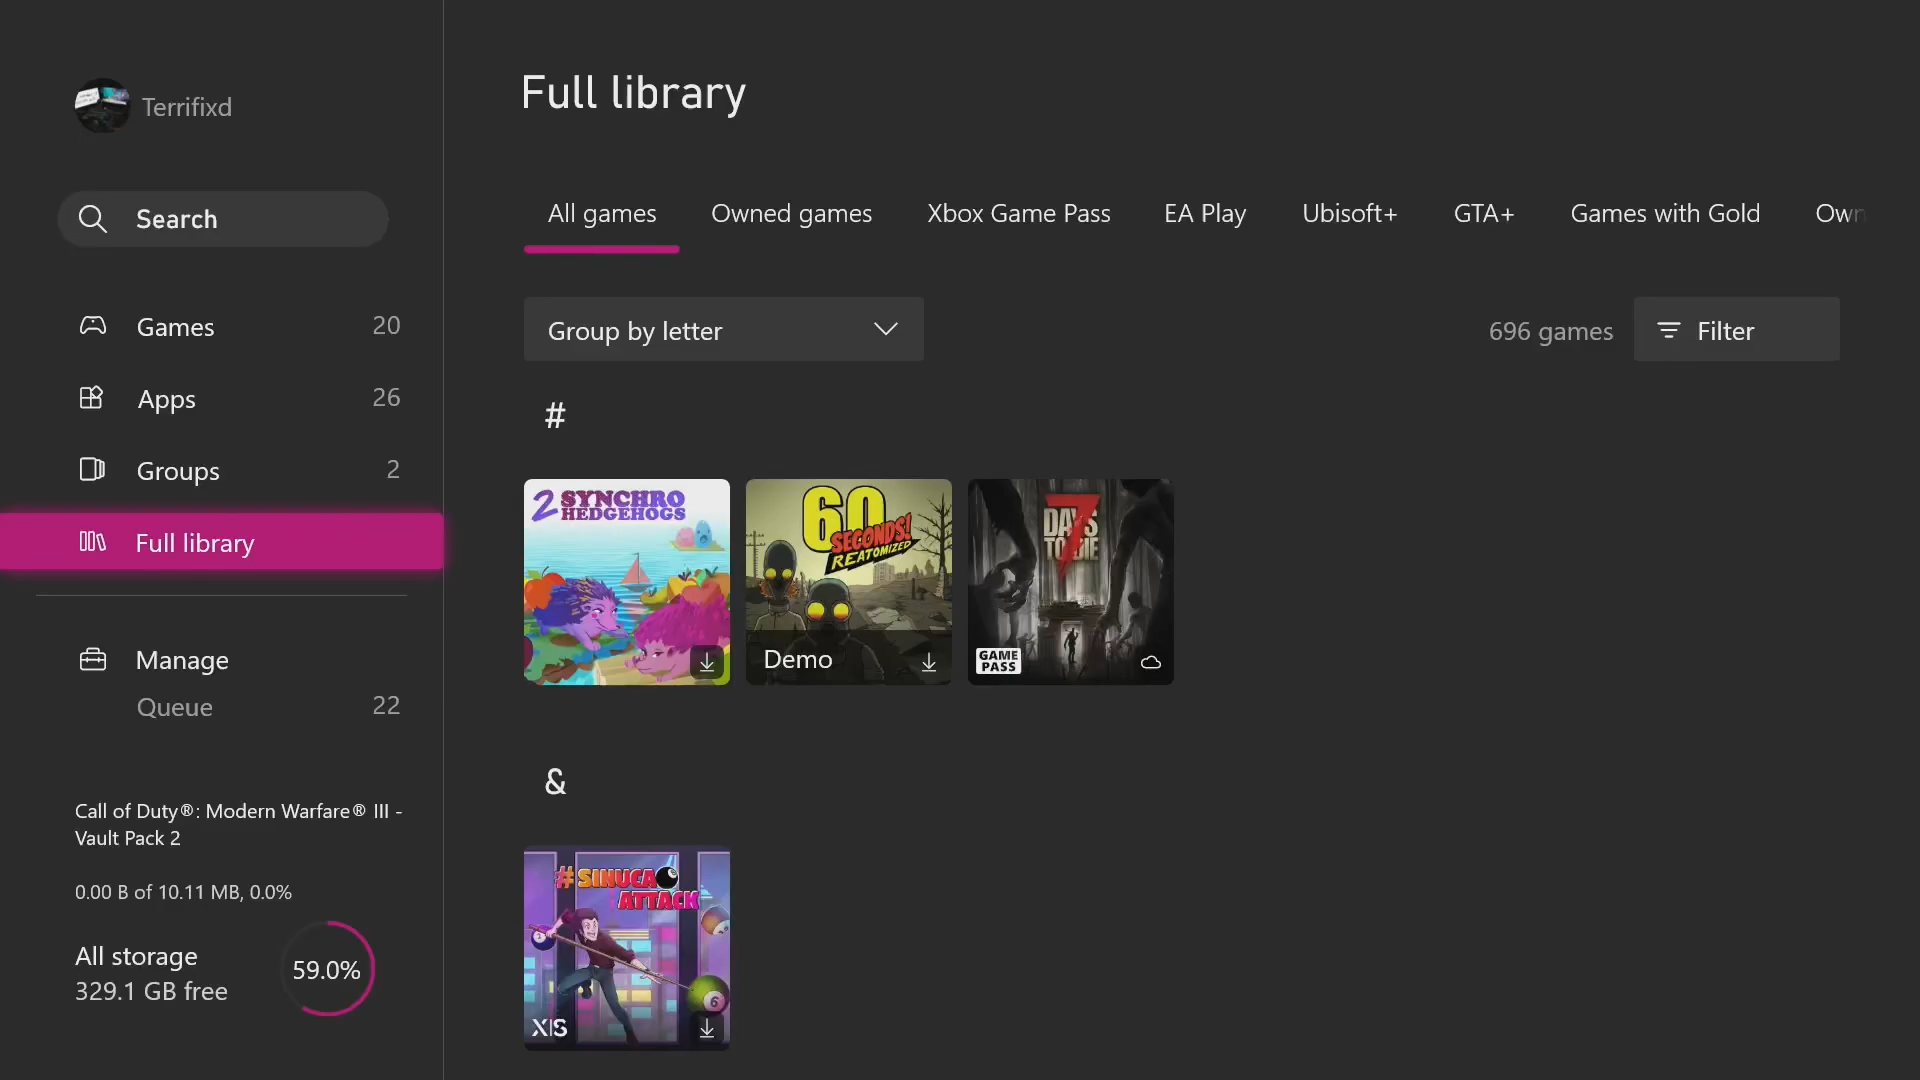 Terrifixd
Search
Games 20
Apps 26
Groups 2
Full library
Manage
Queue 22
Call of Duty®: Modern Warfare® III -
Vault Pack 2
0.00 B of 10.11 MB, 0.0%
All storage
329.1 GB free
59.0%
Full library
All games Owned games Xbox Game Pass EA Play Ubisoft+ GTA+ Games with Gold Own
Group by letter
696 games
Filter
#
2 SYNCHRO
HEDGEHOGS
60
SECONDS!
REATOMIZED
Demo
7
DAYS
TO DIE
GAME
PASS
&
#SINUCA
ATTACK
6
X|S